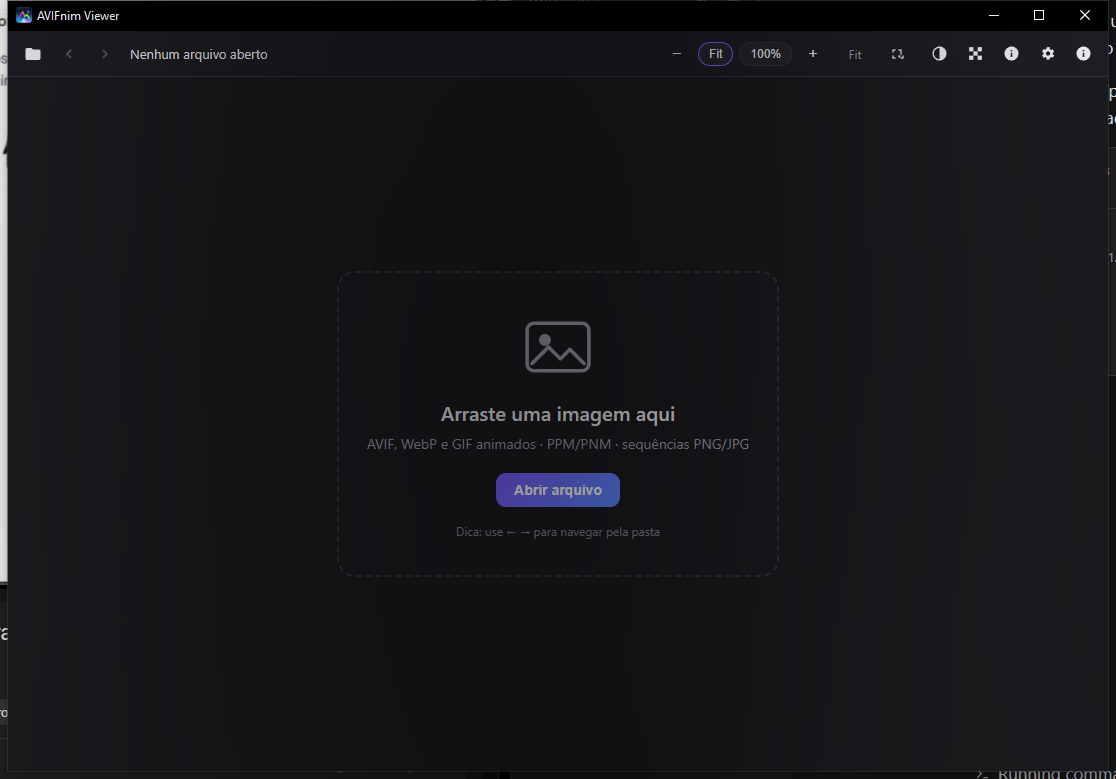 AVIFnim Viewer
Nenhum arquivo aberto
− Fit 100% + Fit
Arraste uma imagem aqui
AVIF, WebP e GIF animados · PPM/PNM · sequências PNG/JPG
Abrir arquivo
Dica: use ← → para navegar pela pasta
Running comma